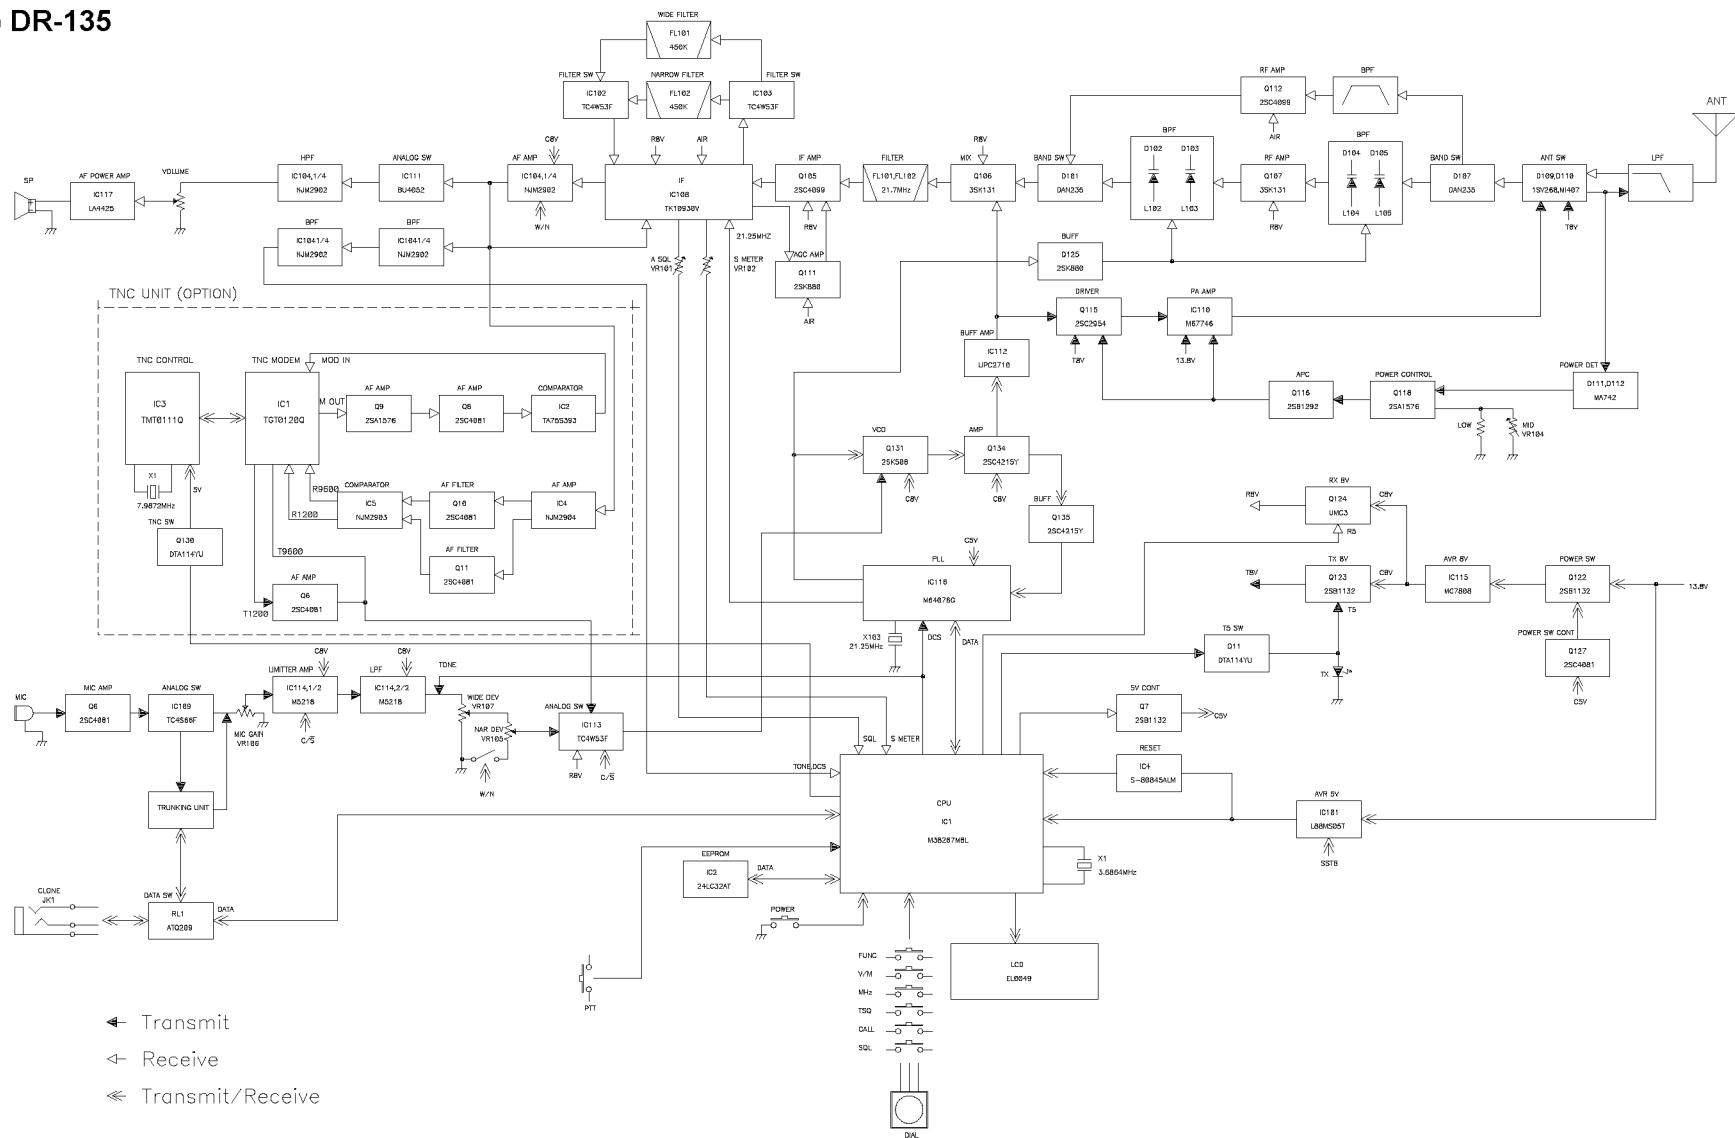 DR-135
WIDE FILTER
FL101
450K
FILTER SW
NARROW FILTER
FILTER SW
IC102
TC4W53F
FL102
450K
IC103
TC4W53F
RF AMP
BPF
Q112
2SC4099
AIR
ANT
C8V
R8V
AIR
R8V
BPF
BPF
HPF
ANALOG SW
AF AMP
IF
IF AMP
FILTER
MIX
BAND SW
D102
D103
L102
L103
RF AMP
D104
D105
L104
L105
BAND SW
ANT SW
LPF
SP
AF POWER AMP
IC117
LA4425
VOLUME
IC104,1/4
NJM2902
IC111
BU4052
IC104,1/4
NJM2902
IC108
TK10930V
Q105
2SC4099
FL101,FL102
21.7MHz
Q106
3SK131
D101
DAN235
Q107
3SK131
D107
DAN235
D109,D110
1SV268,MI407
W/N
R8V
R8V
T8V
BPF
BPF
IC1041/4
NJM2902
IC1041/4
NJM2902
21.25MHZ
A SQL
VR101
S METER
VR102
AGC AMP
Q111
2SK880
AIR
BUFF
Q125
2SK880
TNC UNIT (OPTION)
DRIVER
PA AMP
Q115
2SC2954
IC110
M67746
BUFF AMP
IC112
UPC2710
T8V
13.8V
TNC CONTROL
TNC MODEM
MOD IN
IC3
TMT0111Q
IC1
TGT0120Q
M OUT
AF AMP
AF AMP
COMPARATOR
Q9
2SA1576
Q8
2SC4081
IC2
TA75S393
APC
POWER CONTROL
POWER DET
Q116
2SB1292
Q118
2SA1576
D111,D112
MA742
LOW
MID
VR104
VCO
AMP
Q131
2SK508
Q134
2SC4215Y
C8V
C8V
X1
7.9872MHz
5V
R9600
R1200
COMPARATOR
AF FILTER
AF AMP
IC5
NJM2903
Q10
2SC4081
IC4
NJM2904
BUFF
Q135
2SC4215Y
RX 8V
R8V
Q124
UMC3
C8V
R5
TNC SW
Q130
DTA114YU
T9600
AF FILTER
Q11
2SC4081
C5V
PLL
IC116
M64076G
TX 8V
T8V
Q123
2SB1132
C8V
T5
AVR 8V
IC115
MC7808
POWER SW
Q122
2SB1132
13.8V
AF AMP
Q6
2SC4081
T1200
X103
21.25MHz
DCS
DATA
T5 SW
Q11
DTA114YU
TX
POWER SW CONT
Q127
2SC4081
C5V
C8V
C8V
LIMITTER AMP
LPF
TONE
MIC
MIC AMP
Q6
2SC4081
ANALOG SW
IC109
TC4S66F
MIC GAIN
VR106
IC114,1/2
M5218
C/S
IC114,2/2
M5218
WIDE DEV
VR107
NAR DEV
VR105
ANALOG SW
IC113
TC4W53F
R8V
C/S
W/N
5V CONT
Q7
2SB1132
C5V
SQL
S METER
RESET
IC4
S-80845ALM
TONE,DCS
TRUNKING UNIT
CPU
IC1
M38267M8L
AVR 5V
IC101
L88MS05T
SSTB
X1
3.6864MHz
EEPROM
IC2
24LC32AT
DATA
CLONE
JK1
DATA SW
RL1
ATQ209
DATA
POWER
FUNC
V/M
MHz
TSQ
CALL
SQL
LCD
EL0049
PTT
Transmit
Receive
Transmit/Receive
DIAL